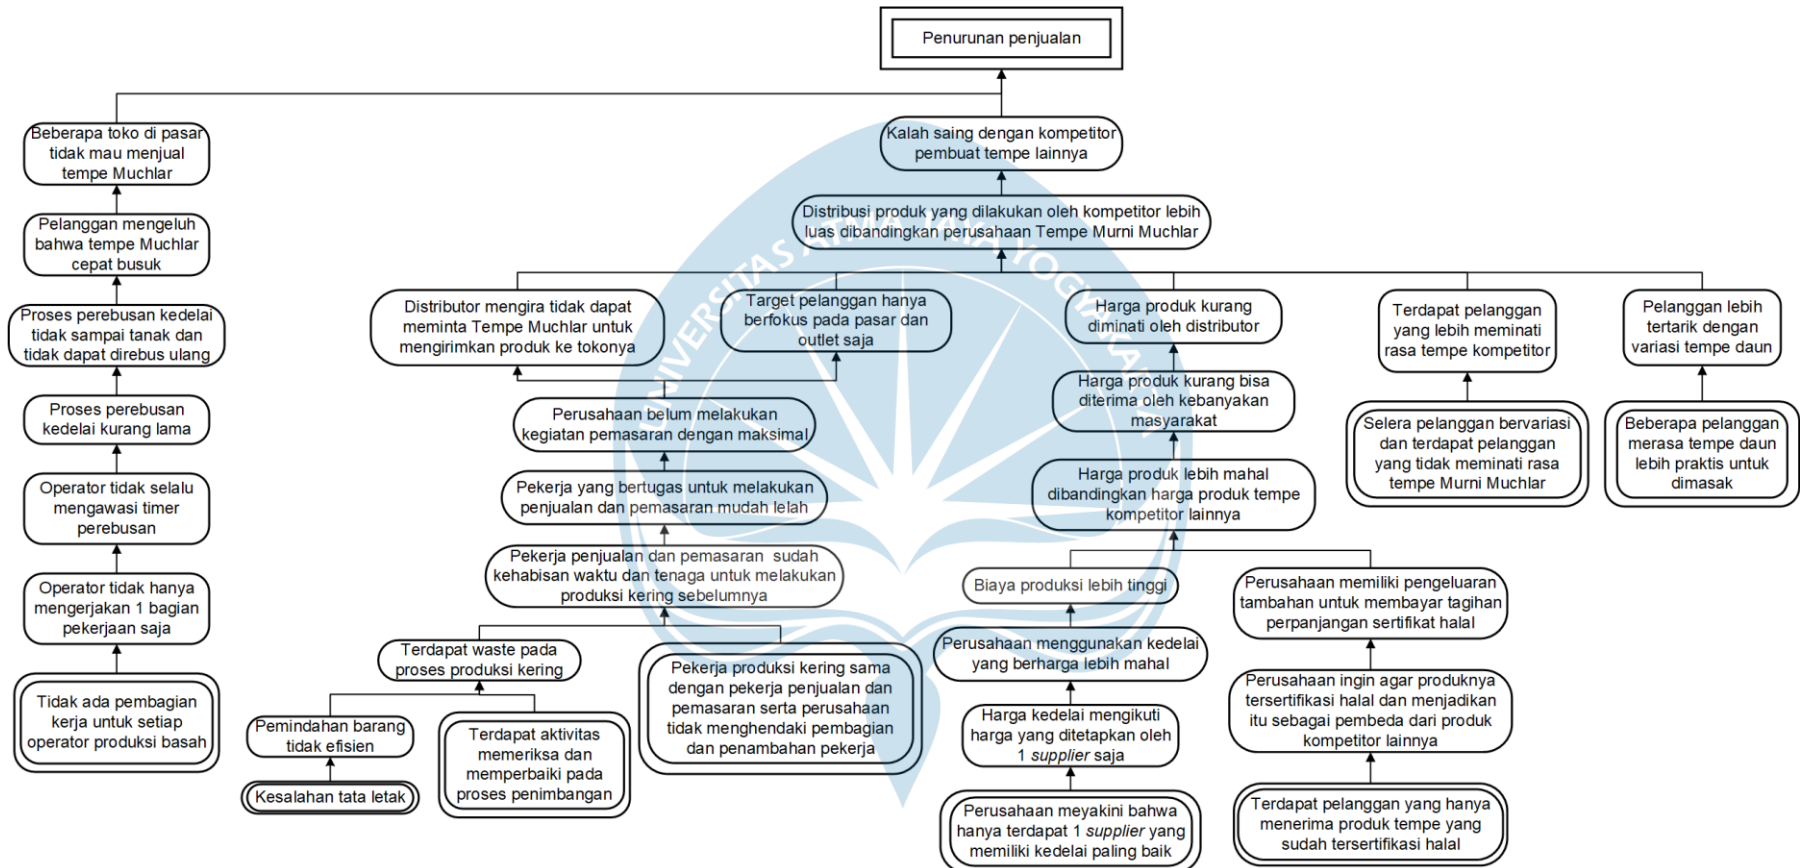 Penurunan penjualan
Beberapa toko di pasar
tidak mau menjual
tempe Muchlar
Kalah saing dengan kompetitor
pembuat tempe lainnya
Pelanggan mengeluh
bahwa tempe Muchlar
cepat busuk
Distribusi produk yang dilakukan oleh kompetitor lebih
luas dibandingkan perusahaan Tempe Murni Muchlar
UNIVERSITAS ATMA JAYA YOGYAKARTA
Proses perebusan kedelai
tidak sampai tanak dan
tidak dapat direbus ulang
Distributor mengira tidak dapat
meminta Tempe Muchlar untuk
mengirimkan produk ke tokonya
Target pelanggan hanya
berfokus pada pasar dan
outlet saja
Harga produk kurang
diminati oleh distributor
Terdapat pelanggan
yang lebih meminati
rasa tempe kompetitor
Pelanggan lebih
tertarik dengan
variasi tempe daun
Proses perebusan
kedelai kurang lama
Perusahaan belum melakukan
kegiatan pemasaran dengan maksimal
Harga produk kurang bisa
diterima oleh kebanyakan
masyarakat
Selera pelanggan bervariasi
dan terdapat pelanggan
yang tidak meminati rasa
tempe Murni Muchlar
Beberapa pelanggan
merasa tempe daun
lebih praktis untuk
dimasak
Operator tidak selalu
mengawasi timer
perebusan
Pekerja yang bertugas untuk melakukan
penjualan dan pemasaran mudah lelah
Harga produk lebih mahal
dibandingkan harga produk tempe
kompetitor lainnya
Operator tidak hanya
mengerjakan 1 bagian
pekerjaan saja
Pekerja penjualan dan pemasaran  sudah
kehabisan waktu dan tenaga untuk melakukan
produksi kering sebelumnya
Biaya produksi lebih tinggi
Perusahaan memiliki pengeluaran
tambahan untuk membayar tagihan
perpanjangan sertifikat halal
Tidak ada pembagian
kerja untuk setiap
operator produksi basah
Terdapat waste pada
proses produksi kering
Pekerja produksi kering sama
dengan pekerja penjualan dan
pemasaran serta perusahaan
tidak menghendaki pembagian
dan penambahan pekerja
Perusahaan menggunakan kedelai
yang berharga lebih mahal
Perusahaan ingin agar produknya
tersertifikasi halal dan menjadikan
itu sebagai pembeda dari produk
kompetitor lainnya
Pemindahan barang
tidak efisien
Terdapat aktivitas
memeriksa dan
memperbaiki pada
proses penimbangan
Harga kedelai mengikuti
harga yang ditetapkan oleh
1 supplier saja
Kesalahan tata letak
Perusahaan meyakini bahwa
hanya terdapat 1 supplier yang
memiliki kedelai paling baik
Terdapat pelanggan yang hanya
menerima produk tempe yang
sudah tersertifikasi halal